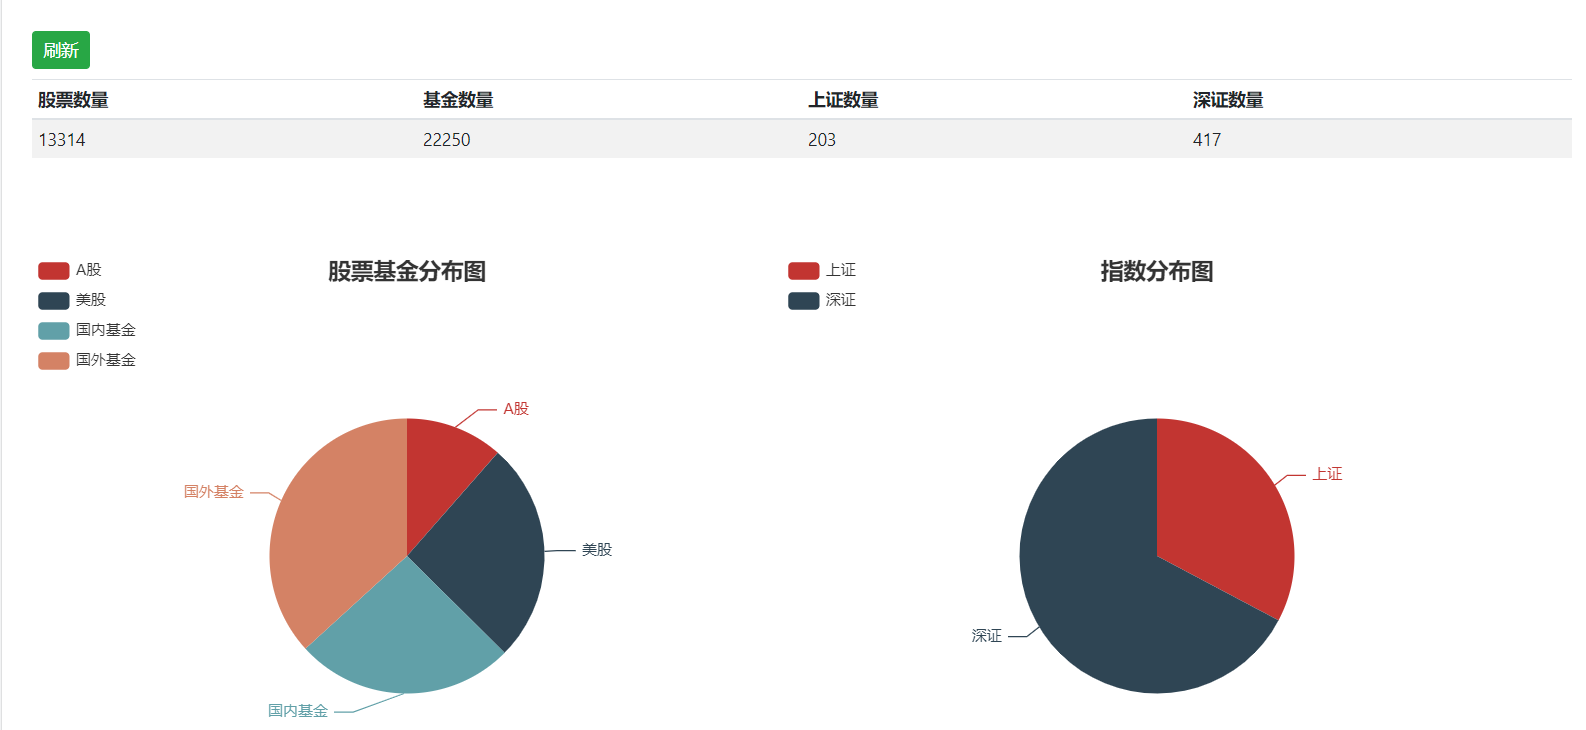 刷新
股票数量 基金数量 上证数量 深证数量
13314 22250 203 417
股票基金分布图
A股
美股
国内基金
国外基金
A股
国外基金
美股
国内基金
指数分布图
上证
深证
上证
深证